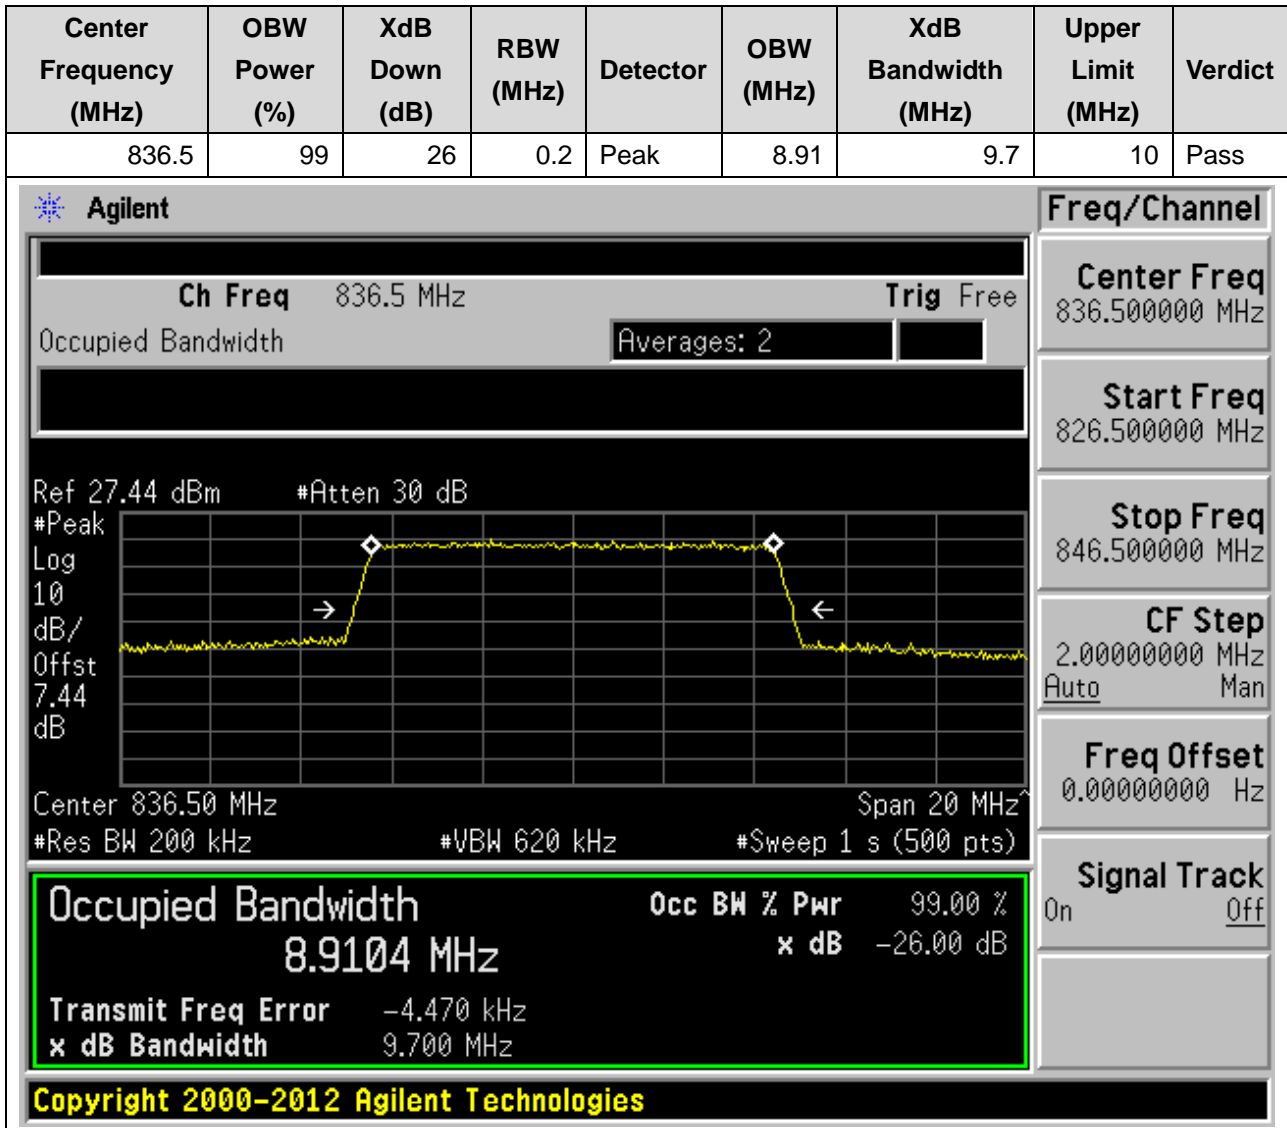 Center Frequency (MHz) OBW Power (%) XdB Down (dB) RBW (MHz) Detector OBW (MHz) XdB Bandwidth (MHz) Upper Limit (MHz) Verdict
836.5 99 26 0.2 Peak 8.91 9.7 10 Pass
Agilent
Freq/Channel
Ch Freq 836.5 MHz Trig Free
Occupied Bandwidth Averages: 2
Center Freq
836.500000 MHz
Start Freq
826.500000 MHz
Stop Freq
846.500000 MHz
CF Step
2.00000000 MHz
Auto Man
Freq Offset
0.00000000 Hz
Signal Track
On Off
Ref 27.44 dBm #Atten 30 dB
#Peak
Log
10
dB/
Offst
7.44
dB
Center 836.50 MHz Span 20 MHz^
#Res BW 200 kHz #VBW 620 kHz #Sweep 1 s (500 pts)
Occupied Bandwidth
8.9104 MHz
Occ BW % Pwr 99.00 %
x dB -26.00 dB
Transmit Freq Error -4.470 kHz
x dB Bandwidth 9.700 MHz
Copyright 2000-2012 Agilent Technologies